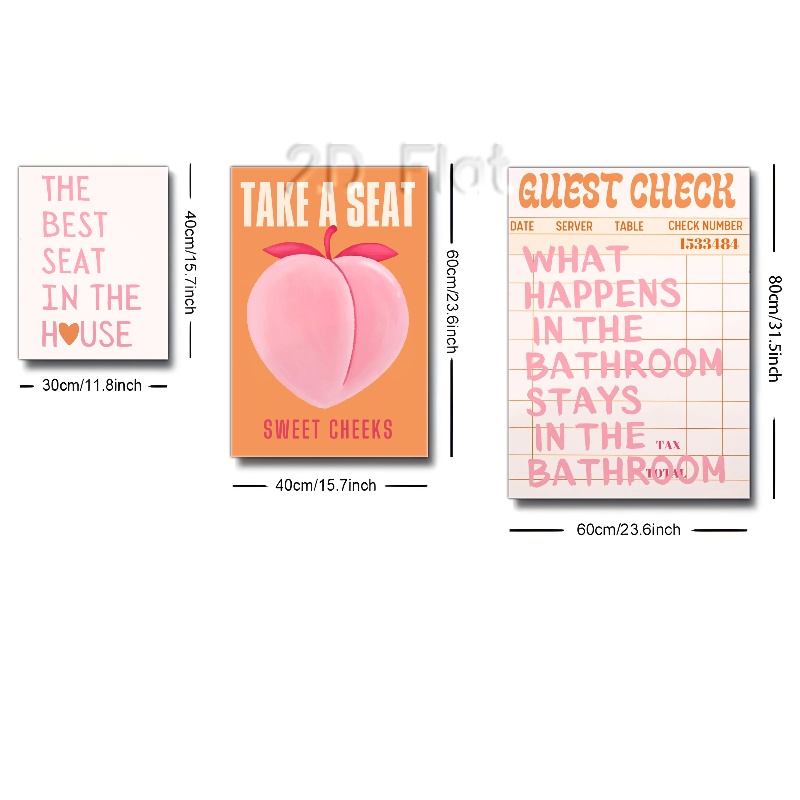 2D Flat
THE
BEST
SEAT
IN THE
H🧡USE
40cm/15.7inch
30cm/11.8inch
TAKE A SEAT
SWEET CHEEKS
60cm/23.6inch
40cm/15.7inch
GUEST CHECK
DATE SERVER TABLE CHECK NUMBER
1533484
WHAT
HAPPENS
IN THE
BATHROOM
STAYS
IN THE
TAX
BATHROOM
TOTAL
80cm/31.5inch
60cm/23.6inch